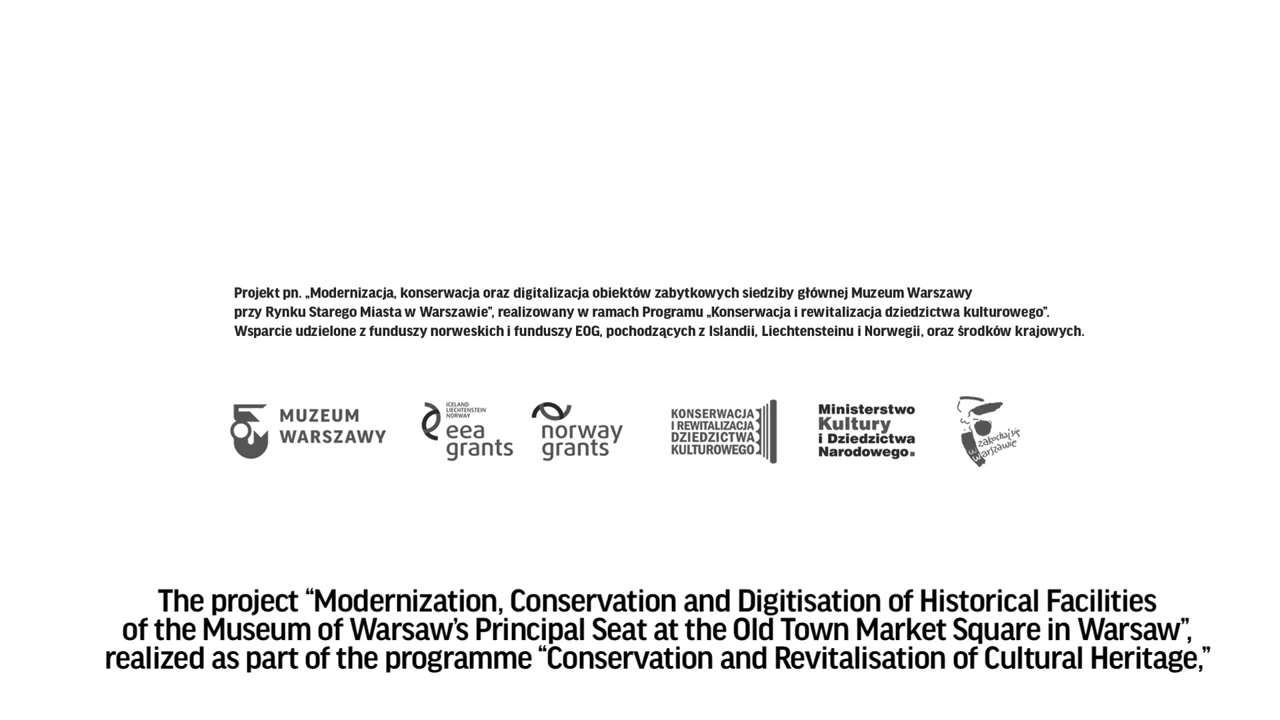 Projekt pn. „Modernizacja, konserwacja oraz digitalizacja obiektów zabytkowych siedziby głównej Muzeum Warszawy
przy Rynku Starego Miasta w Warszawie”, realizowany w ramach Programu „Konserwacja i rewitalizacja dziedzictwa kulturowego”.
Wsparcie udzielone z funduszy norweskich i funduszy EOG, pochodzących z Islandii, Liechtensteinu i Norwegii, oraz środków krajowych.
MUZEUM
WARSZAWY
ICELAND
LIECHTENSTEIN
NORWAY
eea
grants
norway
grants
KONSERWACJA
I REWITALIZACJA
DZIEDZICTWA
KULTUROWEGO
Ministerstwo
Kultury
i Dziedzictwa
Narodowego.
zakochaj się
w Warszawie
The project “Modernization, Conservation and Digitisation of Historical Facilities
of the Museum of Warsaw’s Principal Seat at the Old Town Market Square in Warsaw”,
realized as part of the programme “Conservation and Revitalisation of Cultural Heritage,”